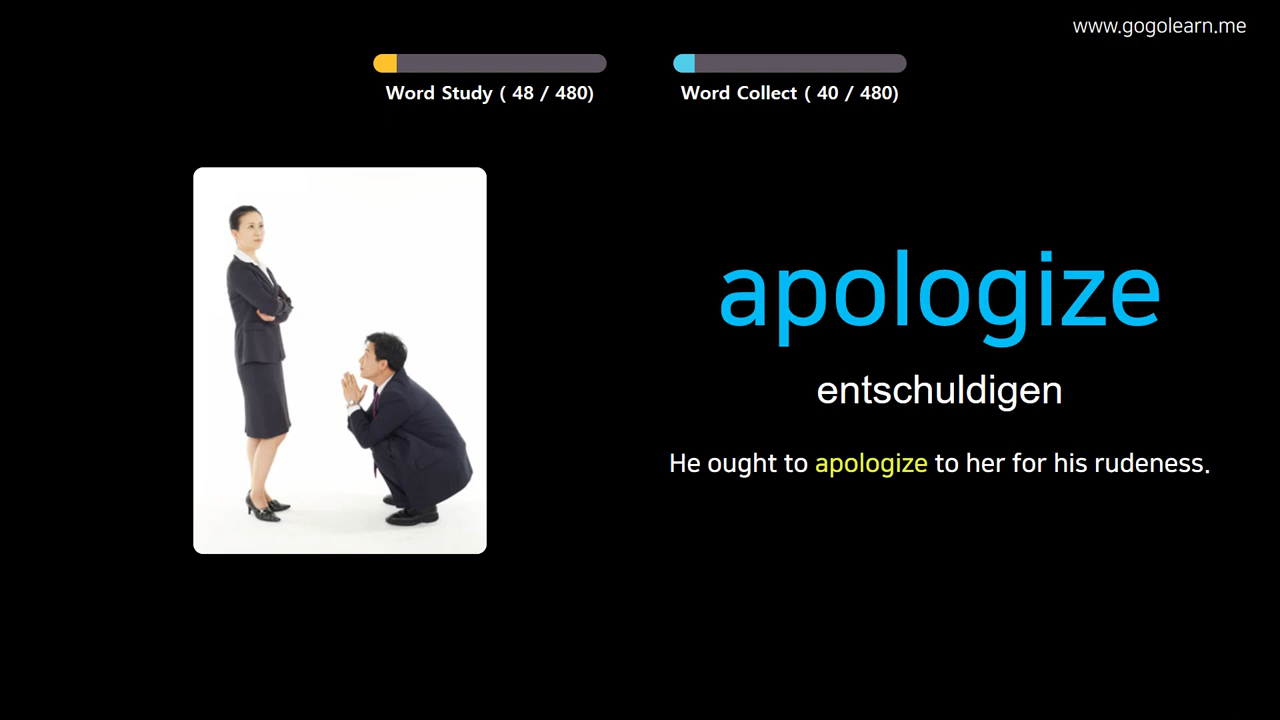 www.gogolearn.me
Word Study ( 48 / 480)
Word Collect ( 40 / 480)
apologize
entschuldigen
He ought to apologize to her for his rudeness.